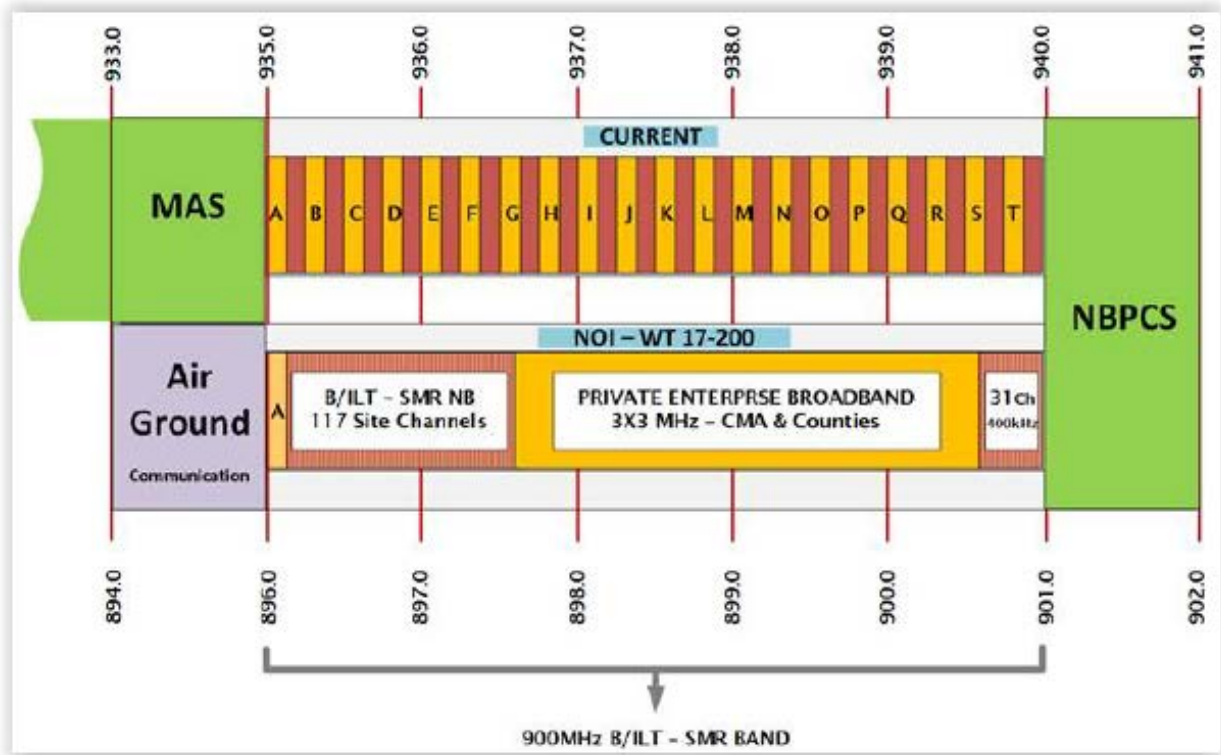 933.0 935.0 936.0 937.0 938.0 939.0 940.0 941.0
CURRENT
MAS
A B C D E F G H I J K L M N O P Q R S T
NBPCS
NOI – WT 17-200
Air
Ground
Communication
A
B/ILT – SMR NB
117 Site Channels
PRIVATE ENTERPRSE BROADBAND
3X3 MHz – CMA & Counties
31Ch
400kHz
894.0 896.0 897.0 898.0 899.0 900.0 901.0 902.0
900MHz B/ILT – SMR BAND